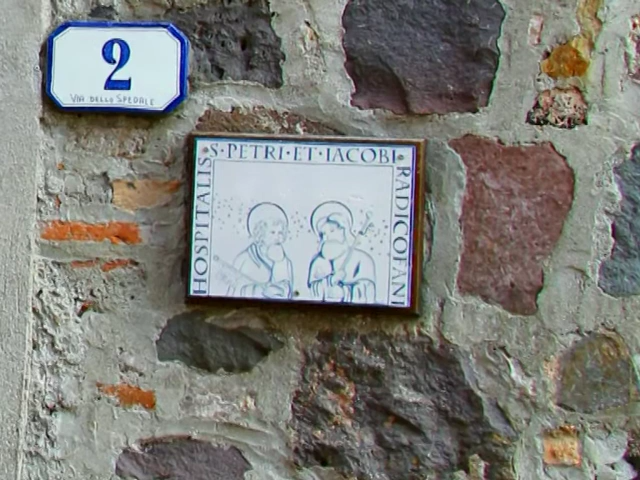 2
VIA DELLO SPEDALE
HOSPITALIS
S·PETRI·ET·IACOBI
RADICOFANI